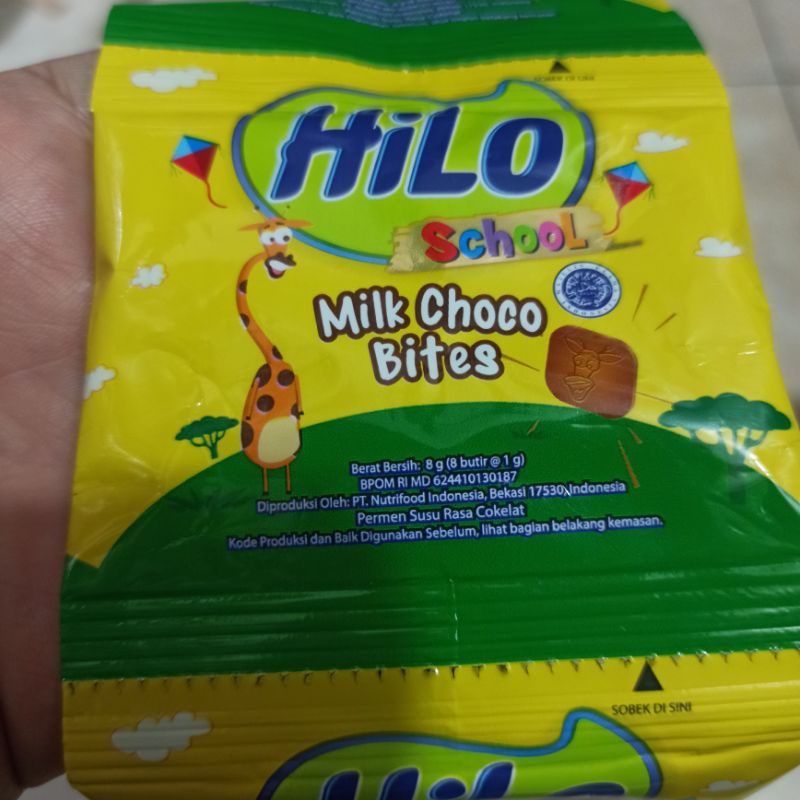 SOBEK DI SINI
HiLo
School
Milk Choco
Bites
Berat Bersih: 8 g (8 butir @ 1 g)
BPOM RI MD 624410130187
Diproduksi Oleh: PT. Nutrifood Indonesia, Bekasi 17530, Indonesia
Permen Susu Rasa Cokelat
Kode Produksi dan Baik Digunakan Sebelum, lihat bagian belakang kemasan.
SOBEK DI SINI
HiLo